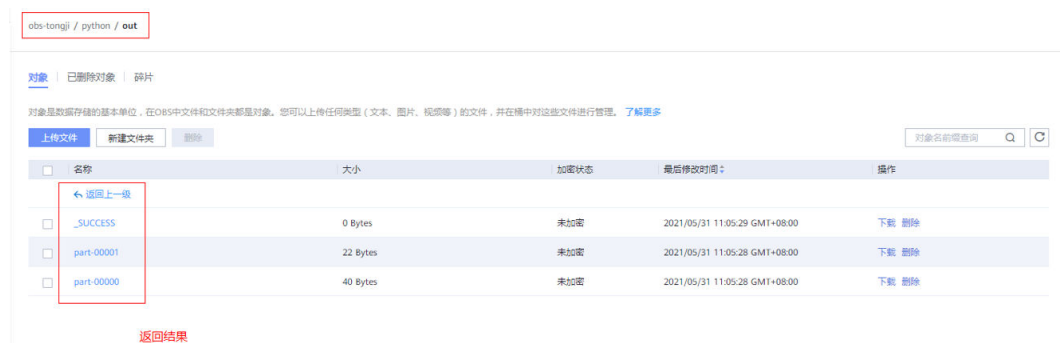 obs-tongji / python / out
对象 已删除对象 碎片
对象是数据存储的基本单位，在OBS中文件和文件夹都是对象。您可以上传任何类型（文本、图片、视频等）的文件，并在桶中对这些文件进行管理。 了解更多
上传文件 新建文件夹 删除 对象名前缀查询
名称 大小 加密状态 最后修改时间 操作
返回上一级
_SUCCESS 0 Bytes 未加密 2021/05/31 11:05:29 GMT+08:00 下载 删除
part-00001 22 Bytes 未加密 2021/05/31 11:05:28 GMT+08:00 下载 删除
part-00000 40 Bytes 未加密 2021/05/31 11:05:28 GMT+08:00 下载 删除
返回结果